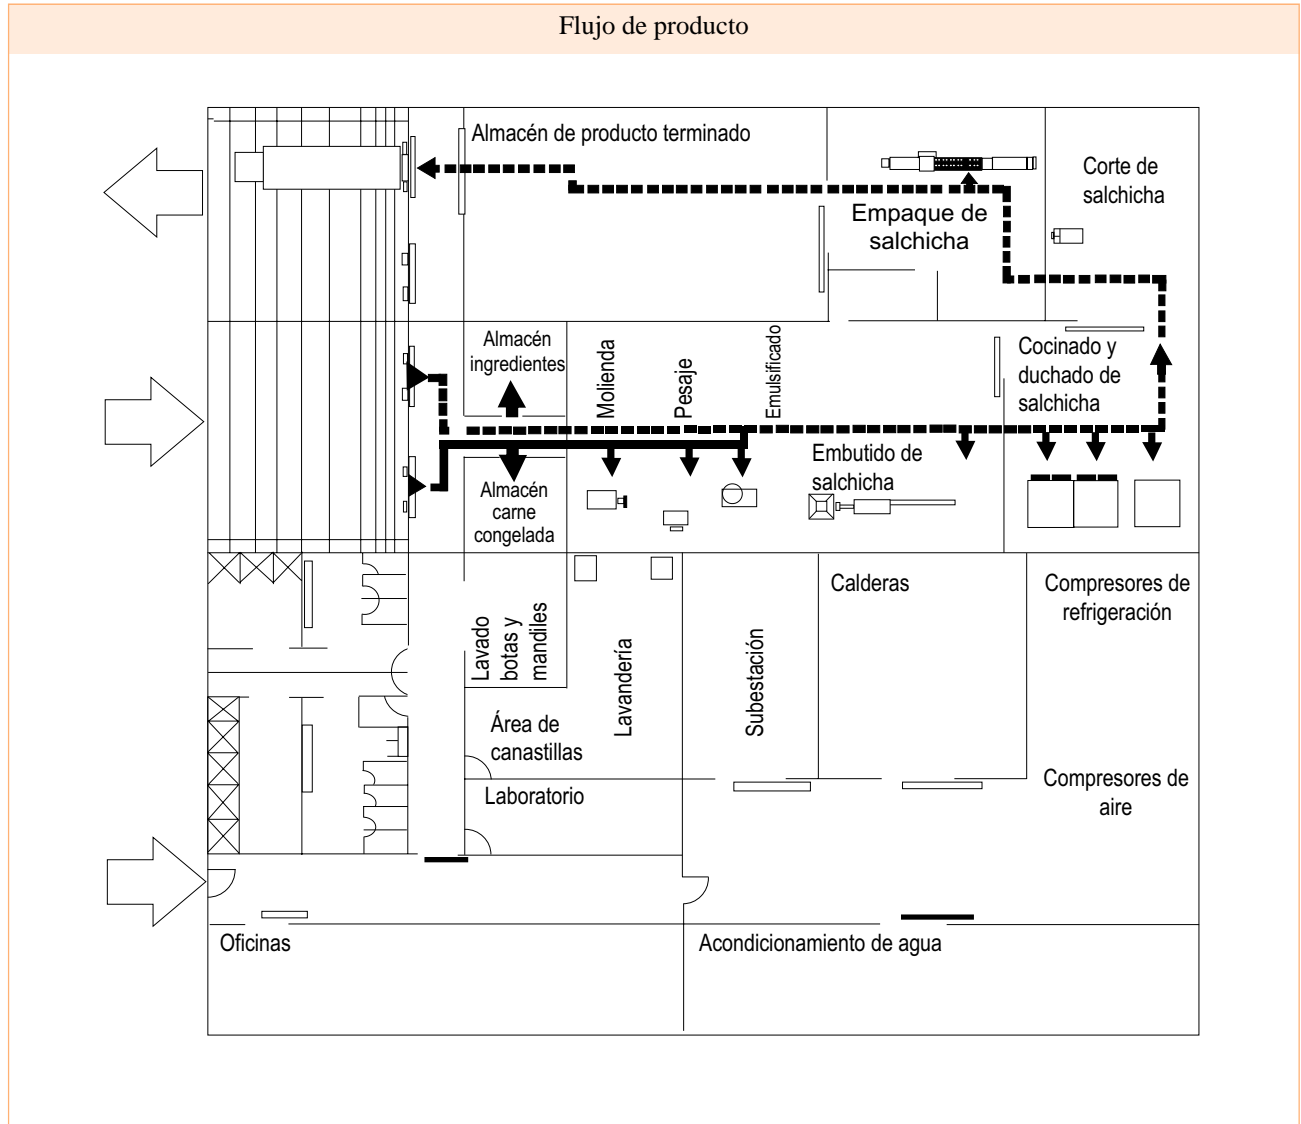 Flujo de producto
Almacén de producto terminado
Corte de
salchicha
Empaque de
salchicha
Almacén
ingredientes
Molienda
Pesaje
Emulsificado
Cocinado y
duchado de
salchicha
Embutido de
salchicha
Almacén
carne
congelada
Lavado
botas y
mandiles
Lavandería
Subestación
Calderas
Compresores de
refrigeración
Área de
canastillas
Laboratorio
Compresores de
aire
Oficinas
Acondicionamiento de agua